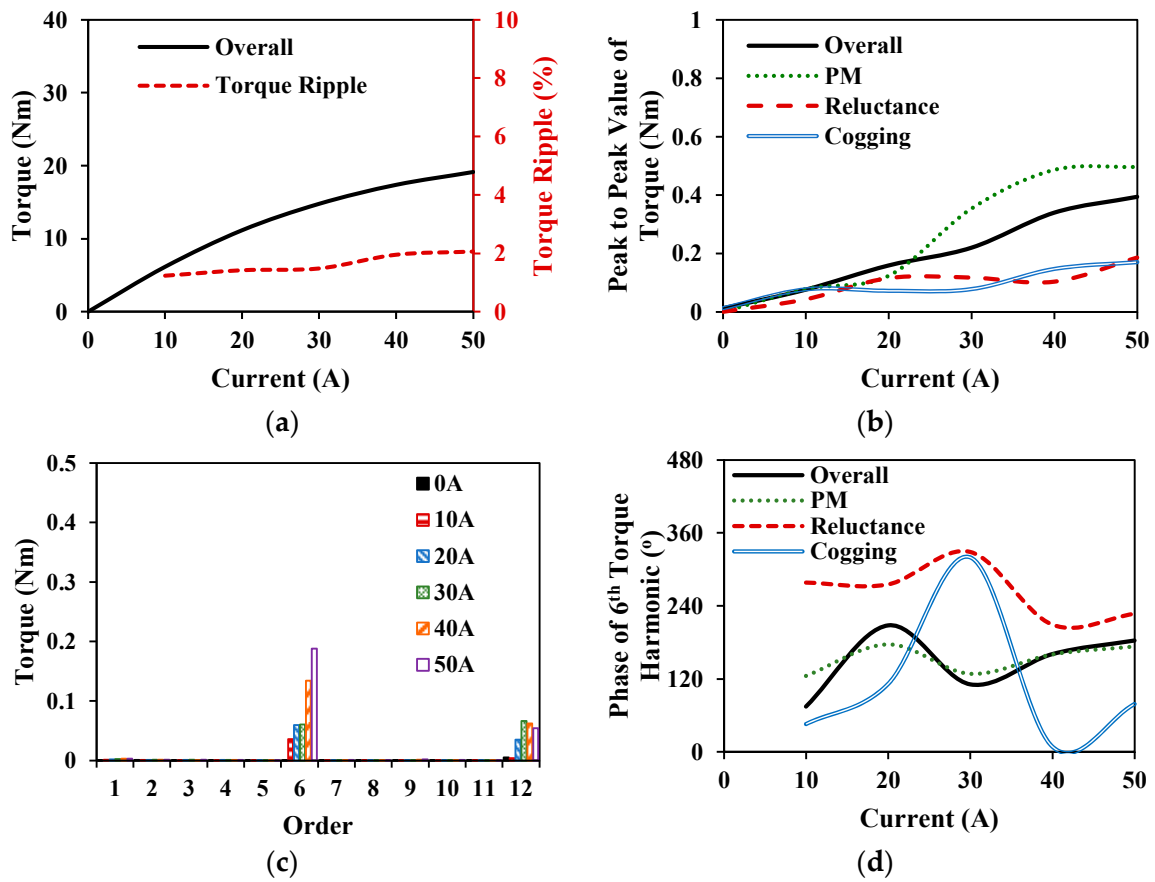 40
30
20
10
0
Torque (Nm)
Overall
Torque Ripple
10
8
6
4
2
0
Torque Ripple (%)
0 10 20 30 40 50
Current (A)
(a)
1
0.8
0.6
0.4
0.2
0
Peak to Peak Value of
Torque (Nm)
Overall
PM
Reluctance
Cogging
0 10 20 30 40 50
Current (A)
(b)
0.5
0.4
0.3
0.2
0.1
0
Torque (Nm)
0A
10A
20A
30A
40A
50A
1 2 3 4 5 6 7 8 9 10 11 12
Order
(c)
480
360
240
120
0
Phase of 6th Torque
Harmonic (º)
Overall
PM
Reluctance
Cogging
0 10 20 30 40 50
Current (A)
(d)